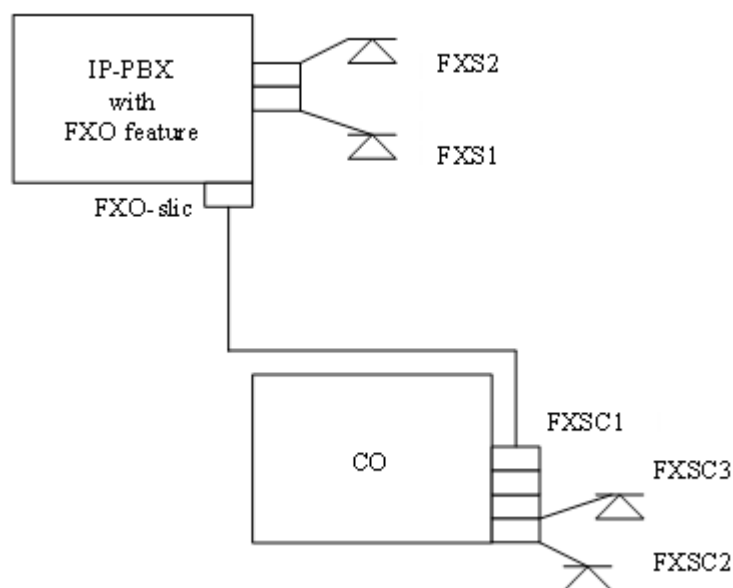 IP-PBX
with
FXO feature
FXS2
FXS1
FXO-slic
FXSC1
CO
FXSC3
FXSC2